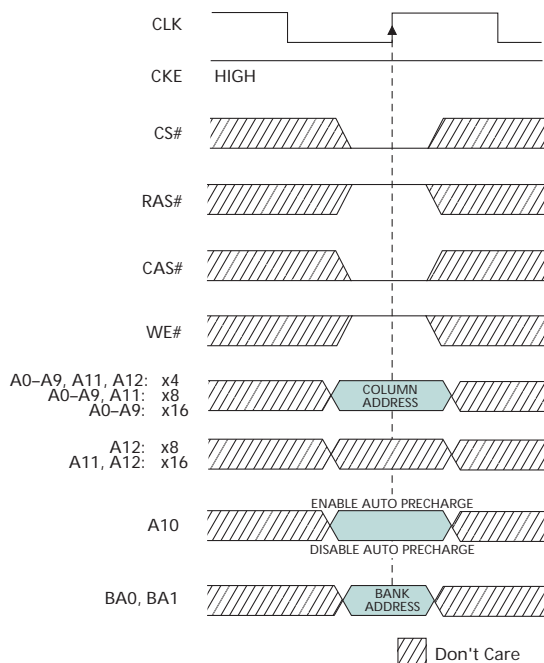 CLK
CKE HIGH
CS#
RAS#
CAS#
WE#
A0–A9, A11, A12: x4
A0–A9, A11: x8
A0–A9: x16
COLUMN
ADDRESS
A12: x8
A11, A12: x16
ENABLE AUTO PRECHARGE
A10
DISABLE AUTO PRECHARGE
BA0, BA1
BANK
ADDRESS
Don't Care